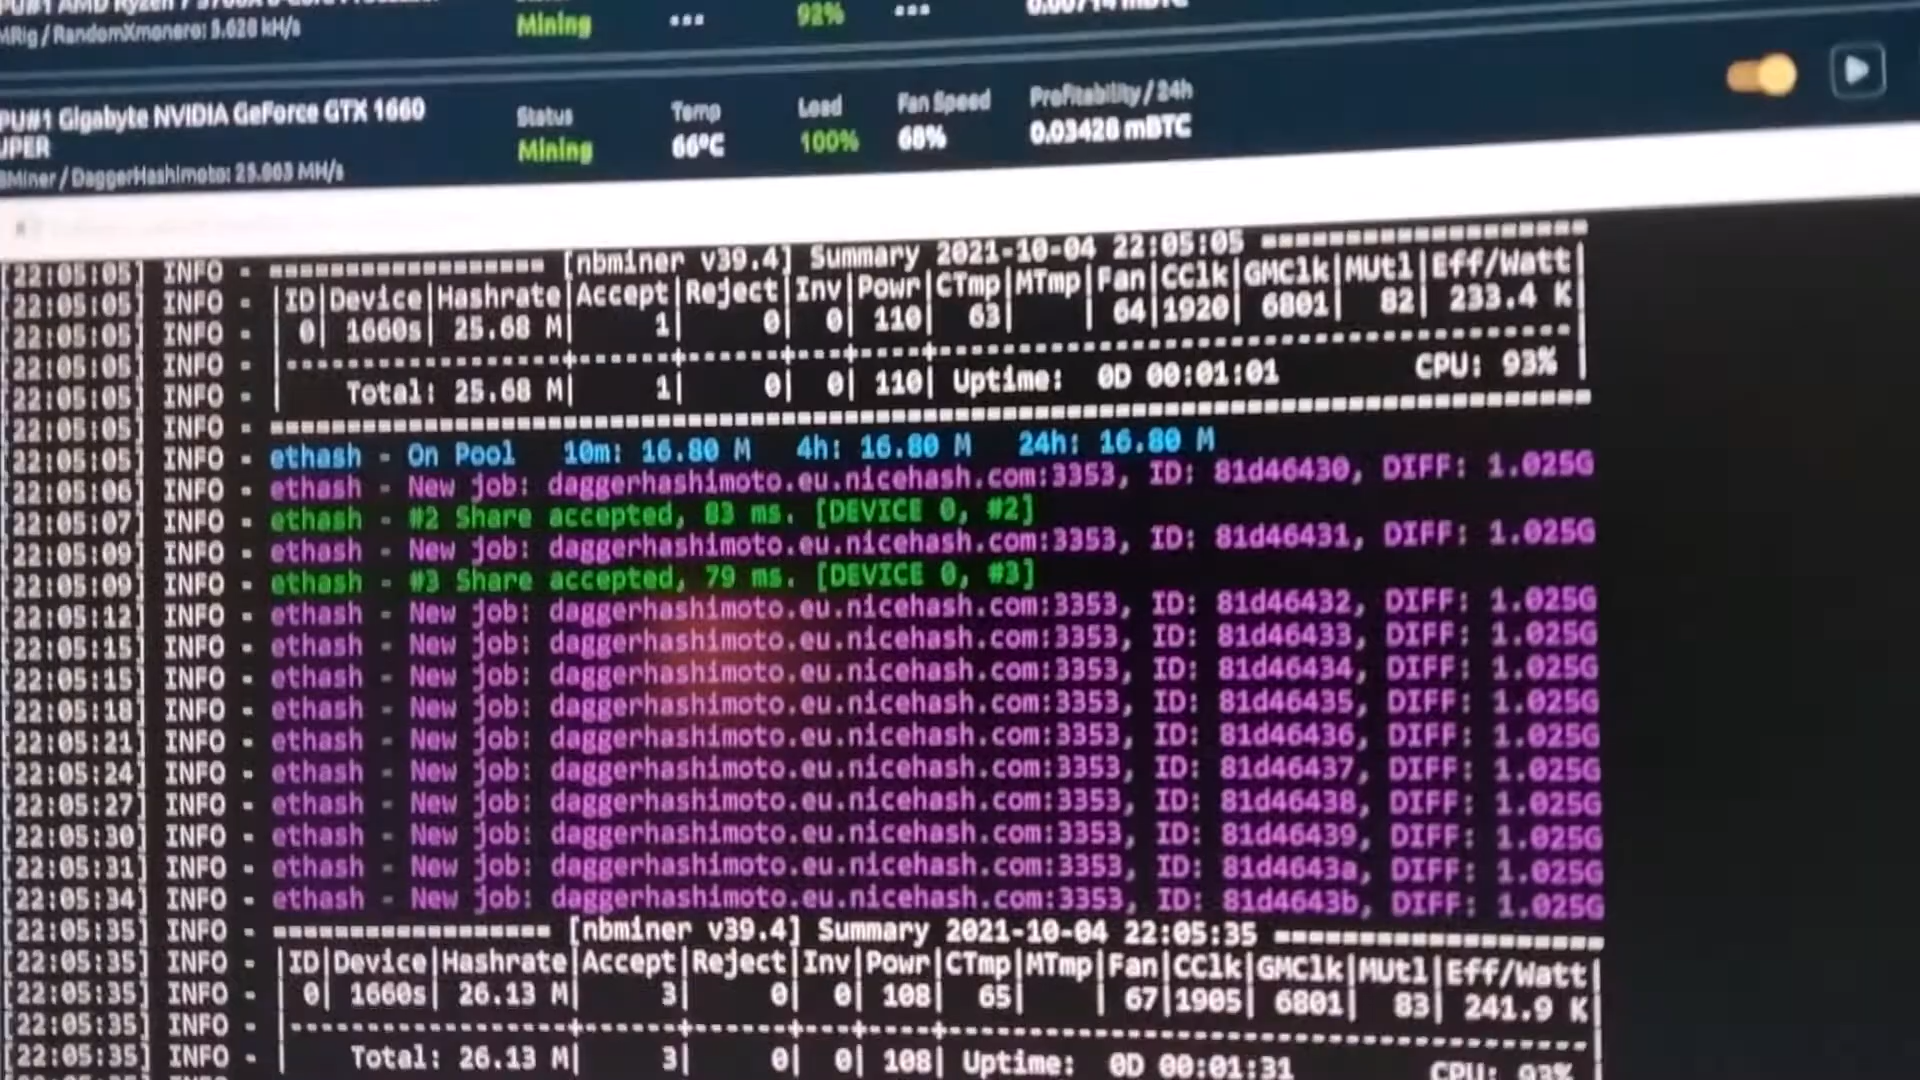 PU#1 AMD Ryzen 7 3700X 8-Core Processor
MRig / RandomXmonero: 5.628 kH/s
Mining --- 92% --- 0.00714 mBTC
PU#1 Gigabyte NVIDIA GeForce GTX 1660
UPER
BMiner / DaggerHashimoto: 25.663 MH/s
Status Temp Load Fan Speed Profitability / 24h
Mining 66ºC 100% 68% 0.03428 mBTC
[22:05:05] INFO - ================= [nbminer v39.4] Summary 2021-10-04 22:05:05 ===================
[22:05:05] INFO - |ID|Device|Hashrate|Accept|Reject|Inv|Powr|CTmp|MTmp|Fan|CClk|GMClk|MUtl|Eff/Watt|
[22:05:05] INFO - | 0| 1660s| 25.68 M| 1| 0| 0| 110| 63| | 64|1920| 6801| 82| 233.4 K|
[22:05:05] INFO - |------------------+------+------+---+----+-----------------------------------------|
[22:05:05] INFO - | Total: 25.68 M| 1| 0| 0| 110| Uptime: 0D 00:01:01 CPU: 93% |
[22:05:05] INFO - ====================================================================================
[22:05:05] INFO - ethash - On Pool 10m: 16.80 M 4h: 16.80 M 24h: 16.80 M
[22:05:06] INFO - ethash - New job: daggerhashimoto.eu.nicehash.com:3353, ID: 81d46430, DIFF: 1.025G
[22:05:07] INFO - ethash - #2 Share accepted, 83 ms. [DEVICE 0, #2]
[22:05:09] INFO - ethash - New job: daggerhashimoto.eu.nicehash.com:3353, ID: 81d46431, DIFF: 1.025G
[22:05:09] INFO - ethash - #3 Share accepted, 79 ms. [DEVICE 0, #3]
[22:05:12] INFO - ethash - New job: daggerhashimoto.eu.nicehash.com:3353, ID: 81d46432, DIFF: 1.025G
[22:05:15] INFO - ethash - New job: daggerhashimoto.eu.nicehash.com:3353, ID: 81d46433, DIFF: 1.025G
[22:05:15] INFO - ethash - New job: daggerhashimoto.eu.nicehash.com:3353, ID: 81d46434, DIFF: 1.025G
[22:05:18] INFO - ethash - New job: daggerhashimoto.eu.nicehash.com:3353, ID: 81d46435, DIFF: 1.025G
[22:05:21] INFO - ethash - New job: daggerhashimoto.eu.nicehash.com:3353, ID: 81d46436, DIFF: 1.025G
[22:05:24] INFO - ethash - New job: daggerhashimoto.eu.nicehash.com:3353, ID: 81d46437, DIFF: 1.025G
[22:05:27] INFO - ethash - New job: daggerhashimoto.eu.nicehash.com:3353, ID: 81d46438, DIFF: 1.025G
[22:05:30] INFO - ethash - New job: daggerhashimoto.eu.nicehash.com:3353, ID: 81d46439, DIFF: 1.025G
[22:05:31] INFO - ethash - New job: daggerhashimoto.eu.nicehash.com:3353, ID: 81d4643a, DIFF: 1.025G
[22:05:34] INFO - ethash - New job: daggerhashimoto.eu.nicehash.com:3353, ID: 81d4643b, DIFF: 1.025G
[22:05:35] INFO - ================= [nbminer v39.4] Summary 2021-10-04 22:05:35 ===================
[22:05:35] INFO - |ID|Device|Hashrate|Accept|Reject|Inv|Powr|CTmp|MTmp|Fan|CClk|GMClk|MUtl|Eff/Watt|
[22:05:35] INFO - | 0| 1660s| 26.13 M| 3| 0| 0| 108| 65| | 67|1905| 6801| 83| 241.9 K|
[22:05:35] INFO - |------------------+------+------+---+----+-----------------------------------------|
[22:05:35] INFO - | Total: 26.13 M| 3| 0| 0| 108| Uptime: 0D 00:01:31 CPU: 93% |